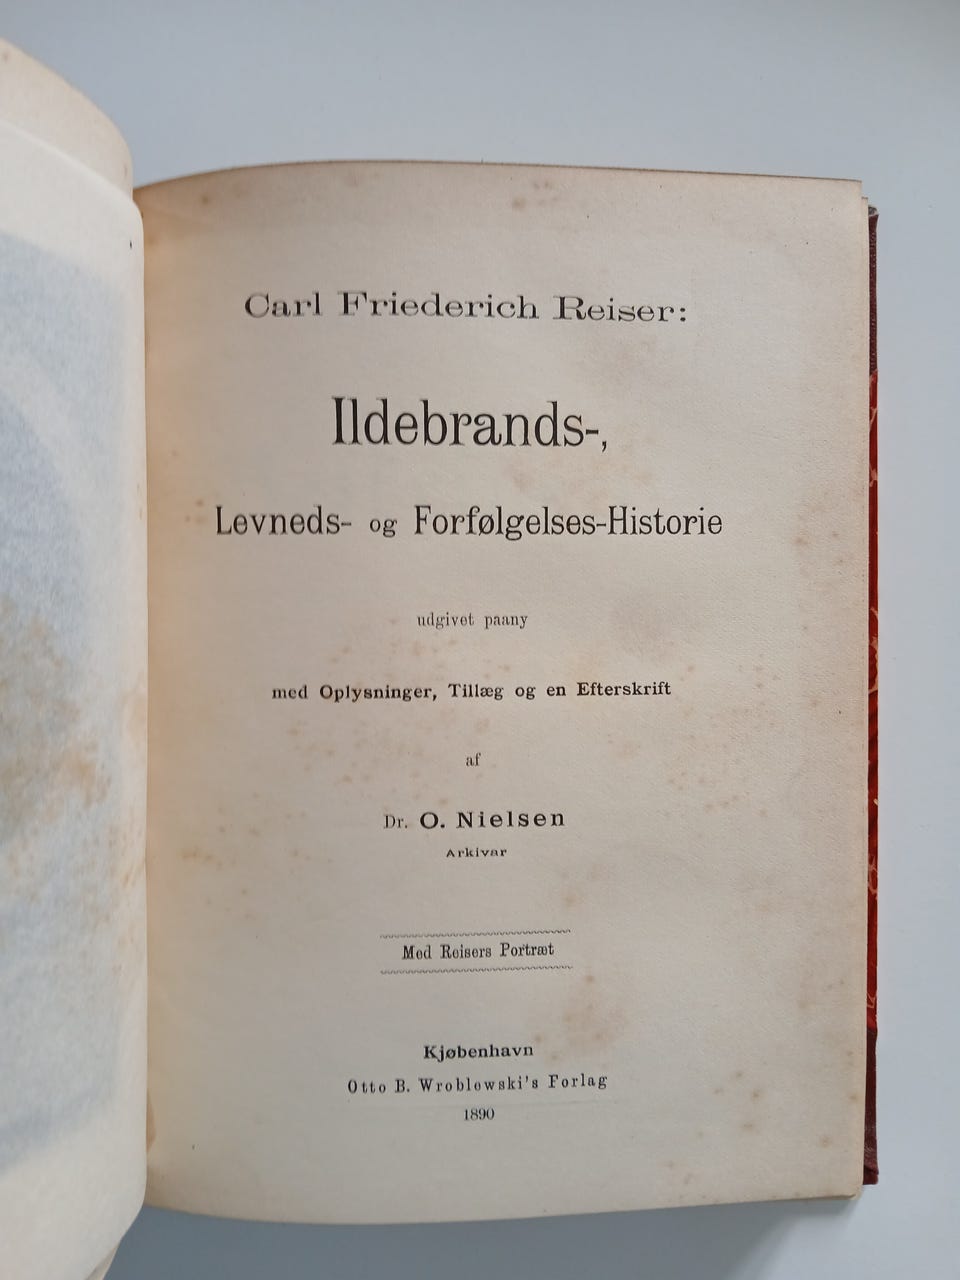 Carl Friederich Reiser:
Ildebrands-,
Levneds- og Forfølgelses-Historie
udgivet paany
med Oplysninger, Tillæg og en Efterskrift
af
Dr. O. Nielsen
Arkivar
Med Reisers Portræt
Kjøbenhavn
Otto B. Wroblewski's Forlag
1890